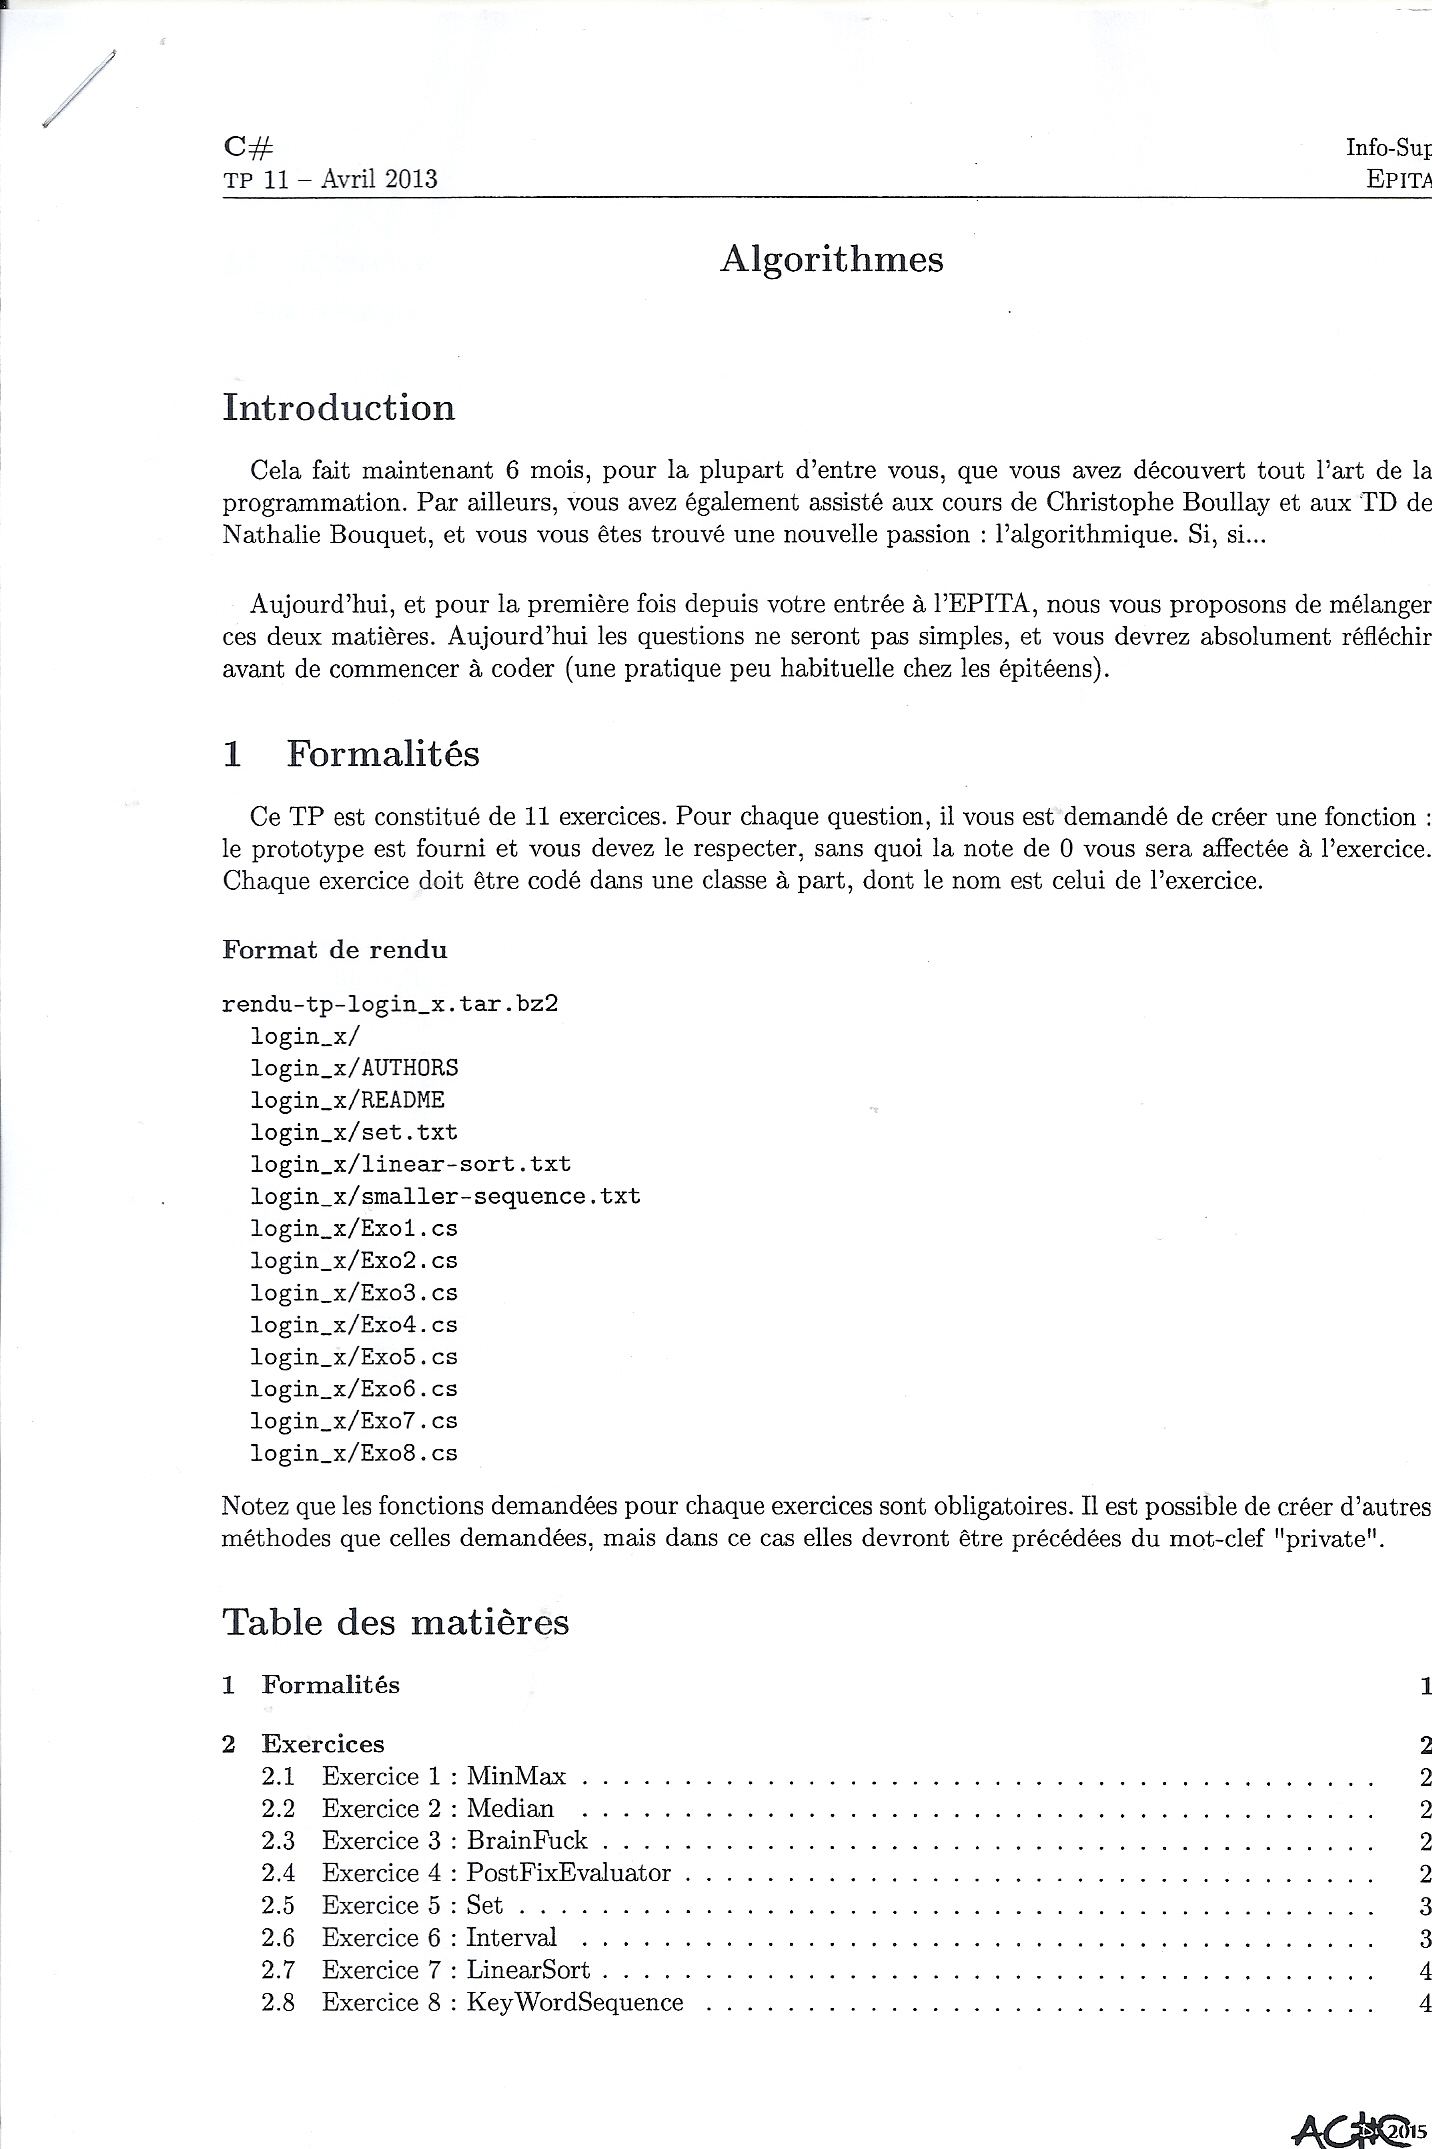 C#
Info-Sup
TP 11 – Avril 2013
EPITA
Algorithmes
Introduction
Cela fait maintenant 6 mois, pour la plupart d'entre vous, que vous avez découvert tout l'art de la
programmation. Par ailleurs, vous avez également assisté aux cours de Christophe Boullay et aux TD de
Nathalie Bouquet, et vous vous êtes trouvé une nouvelle passion : l'algorithmique. Si, si...
Aujourd'hui, et pour la première fois depuis votre entrée à l'EPITA, nous vous proposons de mélanger
ces deux matières. Aujourd'hui les questions ne seront pas simples, et vous devrez absolument réfléchir
avant de commencer à coder (une pratique peu habituelle chez les épitéens).
1 Formalités
Ce TP est constitué de 11 exercices. Pour chaque question, il vous est demandé de créer une fonction :
le prototype est fourni et vous devez le respecter, sans quoi la note de 0 vous sera affectée à l'exercice.
Chaque exercice doit être codé dans une classe à part, dont le nom est celui de l'exercice.
Format de rendu
rendu-tp-login_x.tar.bz2
login_x/
login_x/AUTHORS
login_x/README
login_x/set.txt
login_x/linear-sort.txt
login_x/smaller-sequence.txt
login_x/Exo1.cs
login_x/Exo2.cs
login_x/Exo3.cs
login_x/Exo4.cs
login_x/Exo5.cs
login_x/Exo6.cs
login_x/Exo7.cs
login_x/Exo8.cs
Notez que les fonctions demandées pour chaque exercices sont obligatoires. Il est possible de créer d'autres
méthodes que celles demandées, mais dans ce cas elles devront être précédées du mot-clef "private".
Table des matières
1 Formalités 1
2 Exercices 2
2.1 Exercice 1 : MinMax . . . . . . . . . . . . . . . . . . . . . . . . . . . . . . . . . . . . . . . 2
2.2 Exercice 2 : Median . . . . . . . . . . . . . . . . . . . . . . . . . . . . . . . . . . . . . . . 2
2.3 Exercice 3 : BrainFuck . . . . . . . . . . . . . . . . . . . . . . . . . . . . . . . . . . . . . . 2
2.4 Exercice 4 : PostFixEvaluator . . . . . . . . . . . . . . . . . . . . . . . . . . . . . . . . . . 2
2.5 Exercice 5 : Set . . . . . . . . . . . . . . . . . . . . . . . . . . . . . . . . . . . . . . . . . . 3
2.6 Exercice 6 : Interval . . . . . . . . . . . . . . . . . . . . . . . . . . . . . . . . . . . . . . . 3
2.7 Exercice 7 : LinearSort . . . . . . . . . . . . . . . . . . . . . . . . . . . . . . . . . . . . . . 4
2.8 Exercice 8 : KeyWordSequence . . . . . . . . . . . . . . . . . . . . . . . . . . . . . . . . . 4
2015